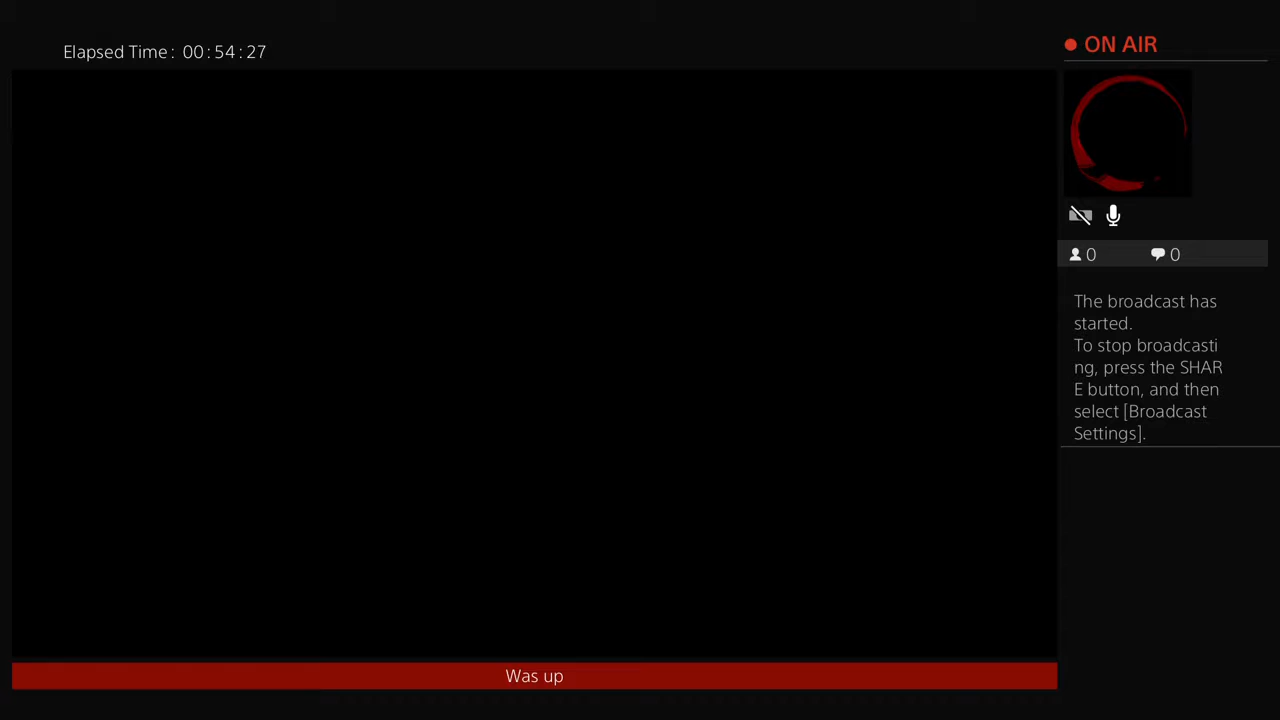 Elapsed Time: 00:54:27
ON AIR
0 0
The broadcast has
started.
To stop broadcasti
ng, press the SHAR
E button, and then
select [Broadcast
Settings].
Was up